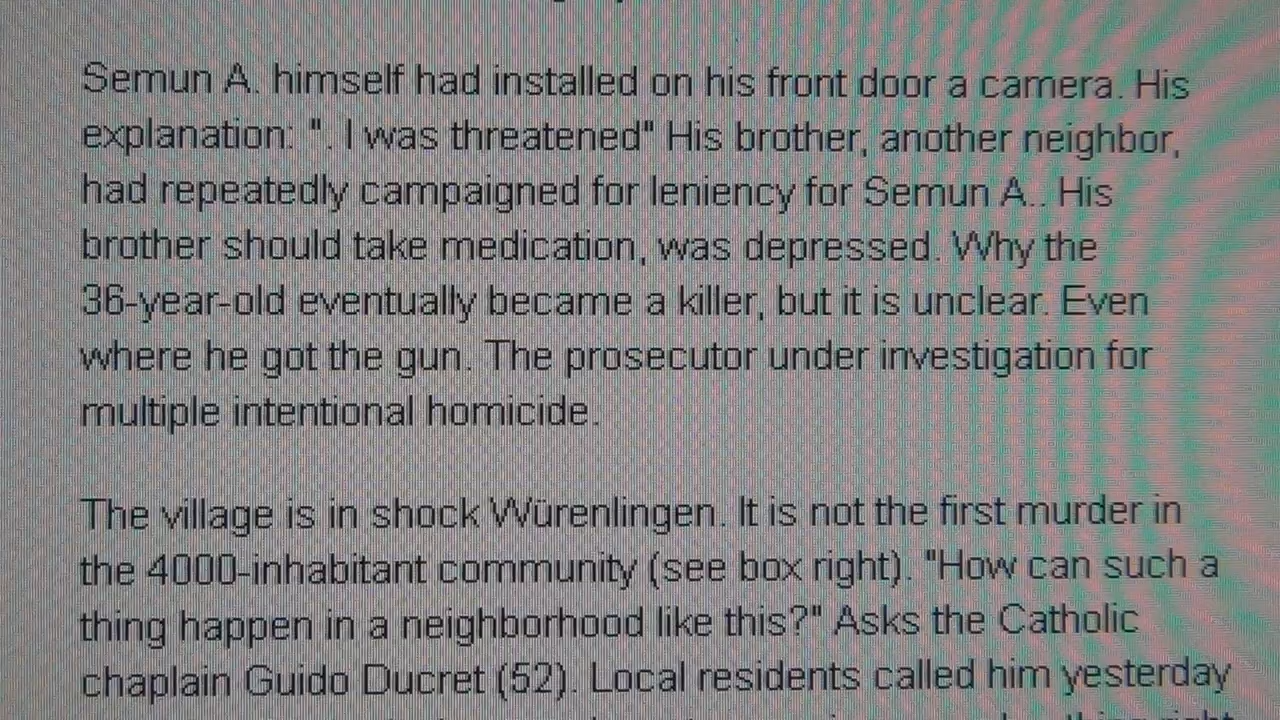 Semun A. himself had installed on his front door a camera. His
explanation: ". I was threatened" His brother, another neighbor,
had repeatedly campaigned for leniency for Semun A.. His
brother should take medication, was depressed. Why the
36-year-old eventually became a killer, but it is unclear. Even
where he got the gun. The prosecutor under investigation for
multiple intentional homicide.
The village is in shock Würenlingen. It is not the first murder in
the 4000-inhabitant community (see box right). "How can such a
thing happen in a neighborhood like this?" Asks the Catholic
chaplain Guido Ducret (52). Local residents called him yesterday